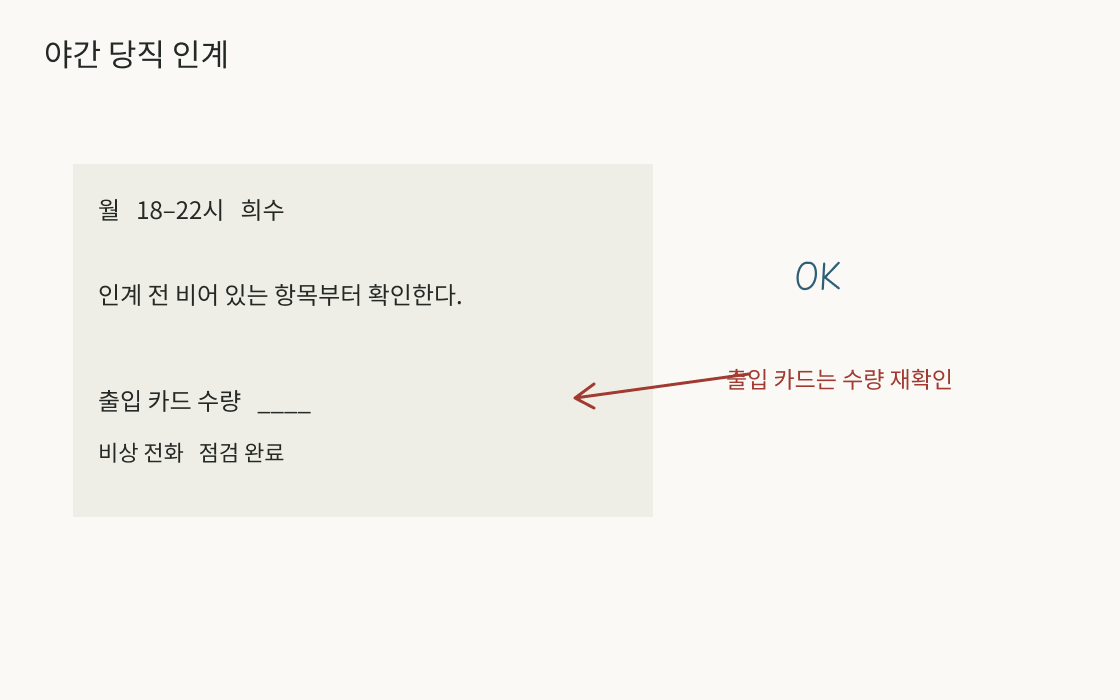 야간 당직 인계
월 18–22시 희수
인계 전 비어 있는 항목부터 확인한다.
출입 카드 수량 ____
비상 전화 점검 완료
OK
출입 카드는 수량 재확인